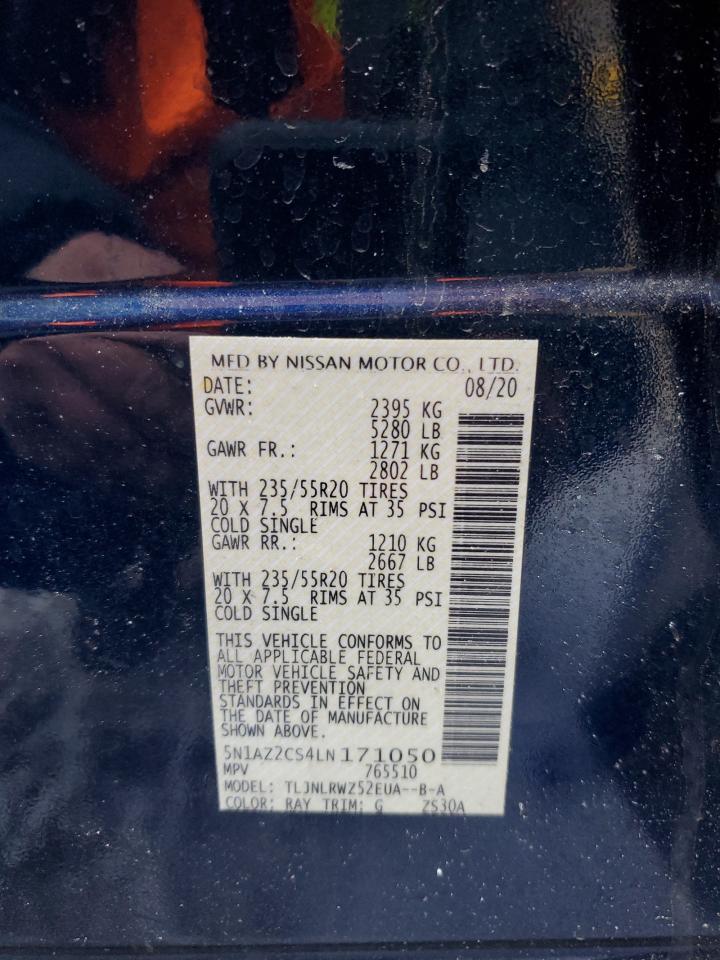 MFD BY NISSAN MOTOR CO., LTD.
DATE: 08/20
GVWR: 2395 KG
5280 LB
GAWR FR.: 1271 KG
2802 LB
WITH 235/55R20 TIRES
20 X 7.5 RIMS AT 35 PSI
COLD SINGLE
GAWR RR.: 1210 KG
2667 LB
WITH 235/55R20 TIRES
20 X 7.5 RIMS AT 35 PSI
COLD SINGLE
THIS VEHICLE CONFORMS TO
ALL APPLICABLE FEDERAL
MOTOR VEHICLE SAFETY AND
THEFT PREVENTION
STANDARDS IN EFFECT ON
THE DATE OF MANUFACTURE
SHOWN ABOVE.
5N1AZ2CS4LN171050
MPV 765510
MODEL: TLJNLRWZ52EUA--B-A
COLOR: RAY TRIM: G ZS30A